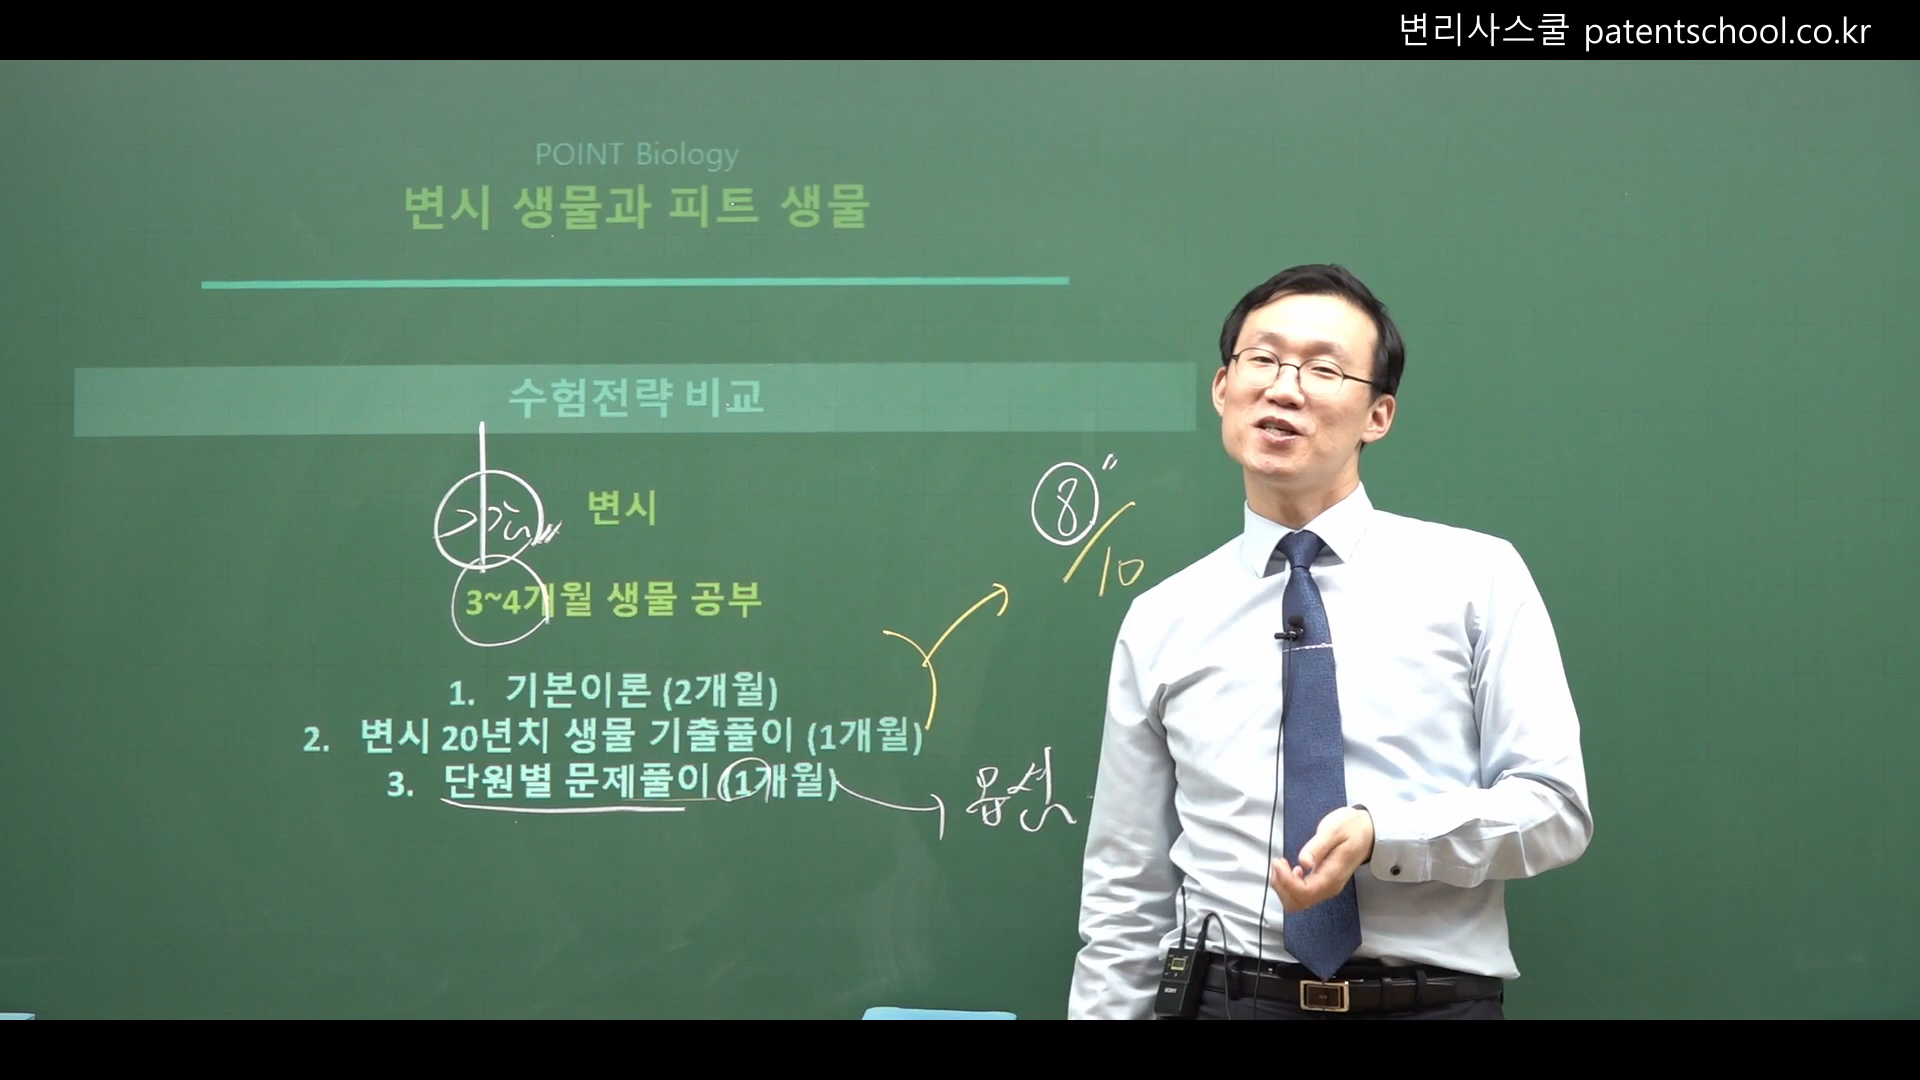 변리사스쿨 patentschool.co.kr
POINT Biology
변시 생물과 피트 생물
수험전략 비교
변시
8
10
3~4개월 생물 공부
1. 기본이론 (2개월)
2. 변시 20년치 생물 기출풀이 (1개월)
3. 단원별 문제풀이 (1개월)
옵션